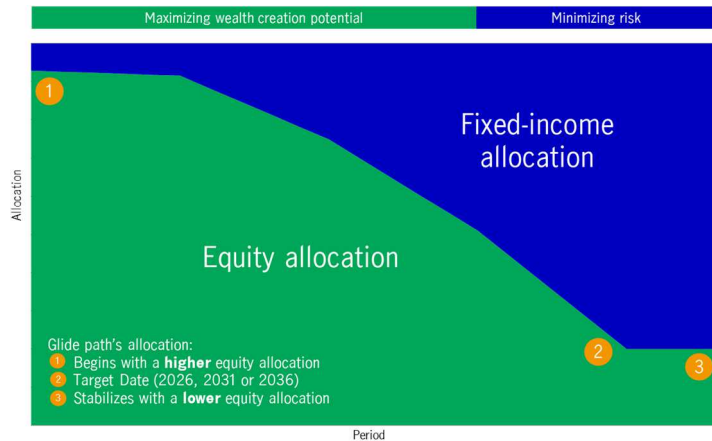 Maximizing wealth creation potential
Minimizing risk
1
Fixed-income
allocation
Allocation
Equity allocation
Glide path's allocation:
1 Begins with a higher equity allocation
2 Target Date (2026, 2031 or 2036)
3 Stabilizes with a lower equity allocation
2
3
Period